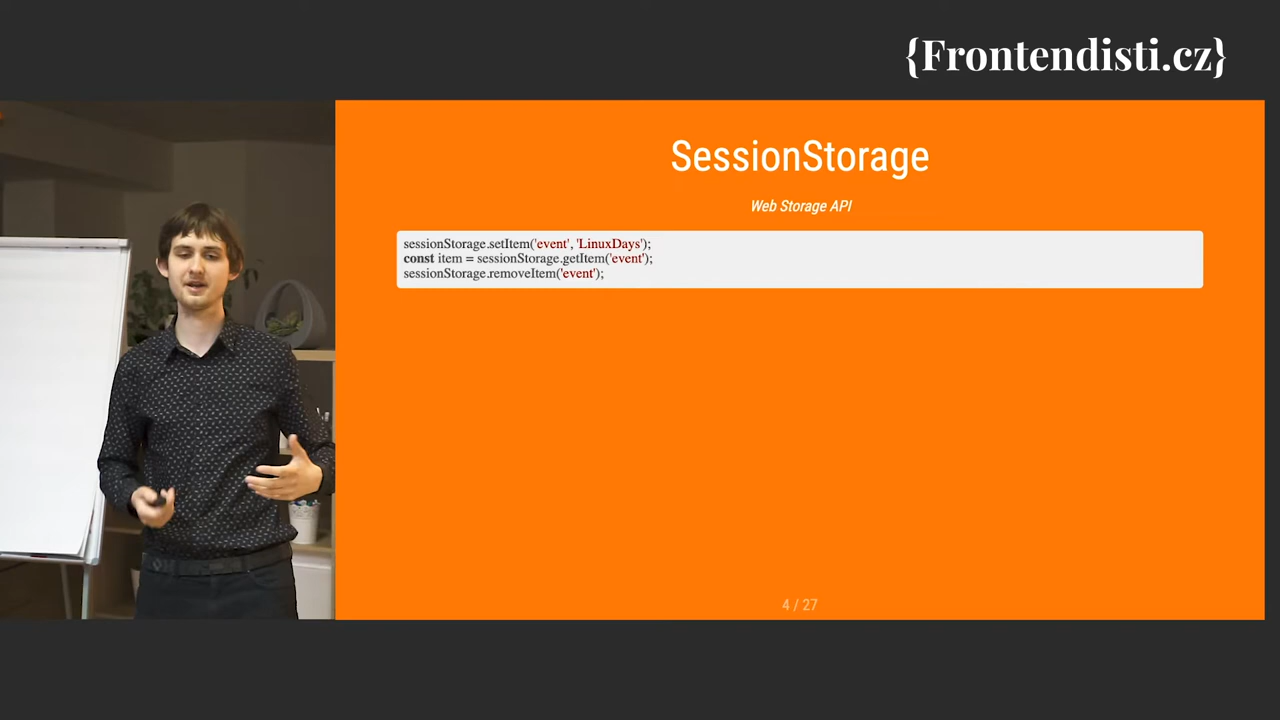 {Frontendisti.cz}
SessionStorage
Web Storage API
sessionStorage.setItem('event', 'LinuxDays');
const item = sessionStorage.getItem('event');
sessionStorage.removeItem('event');
4 / 27